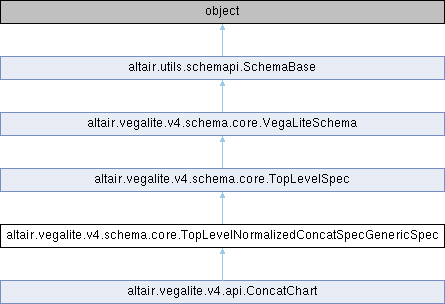 object
altair.utils.schemapi.SchemaBase
altair.vegalite.v4.schema.core.VegaLiteSchema
altair.vegalite.v4.schema.core.TopLevelSpec
altair.vegalite.v4.schema.core.TopLevelNormalizedConcatSpecGenericSpec
altair.vegalite.v4.api.ConcatChart